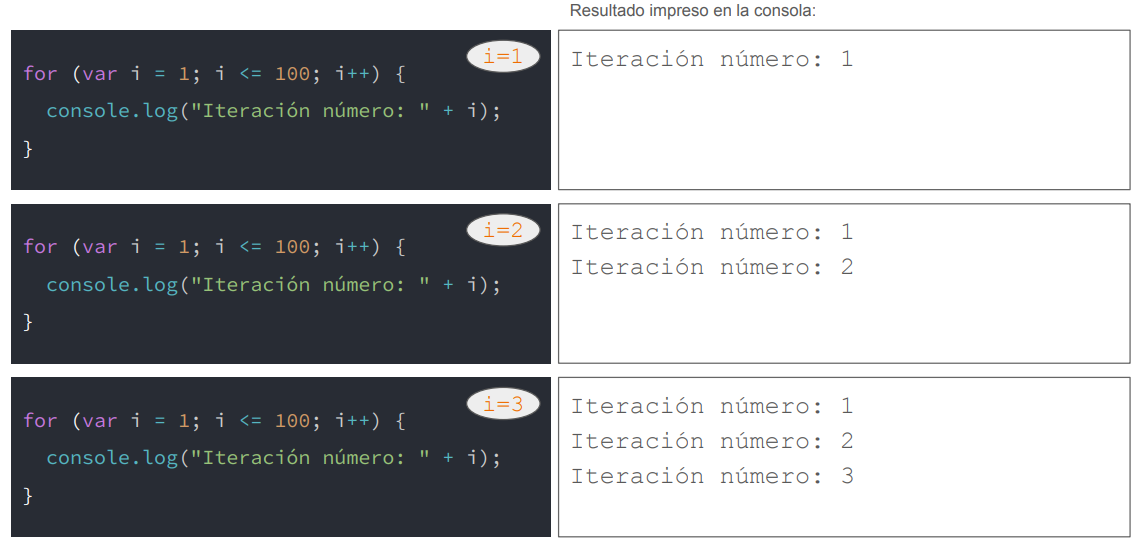 Resultado impreso en la consola:
i=1
for (var i = 1; i <= 100; i++) {
console.log("Iteración número: " + i);
}
Iteración número: 1
i=2
for (var i = 1; i <= 100; i++) {
console.log("Iteración número: " + i);
}
Iteración número: 1
Iteración número: 2
i=3
for (var i = 1; i <= 100; i++) {
console.log("Iteración número: " + i);
}
Iteración número: 1
Iteración número: 2
Iteración número: 3